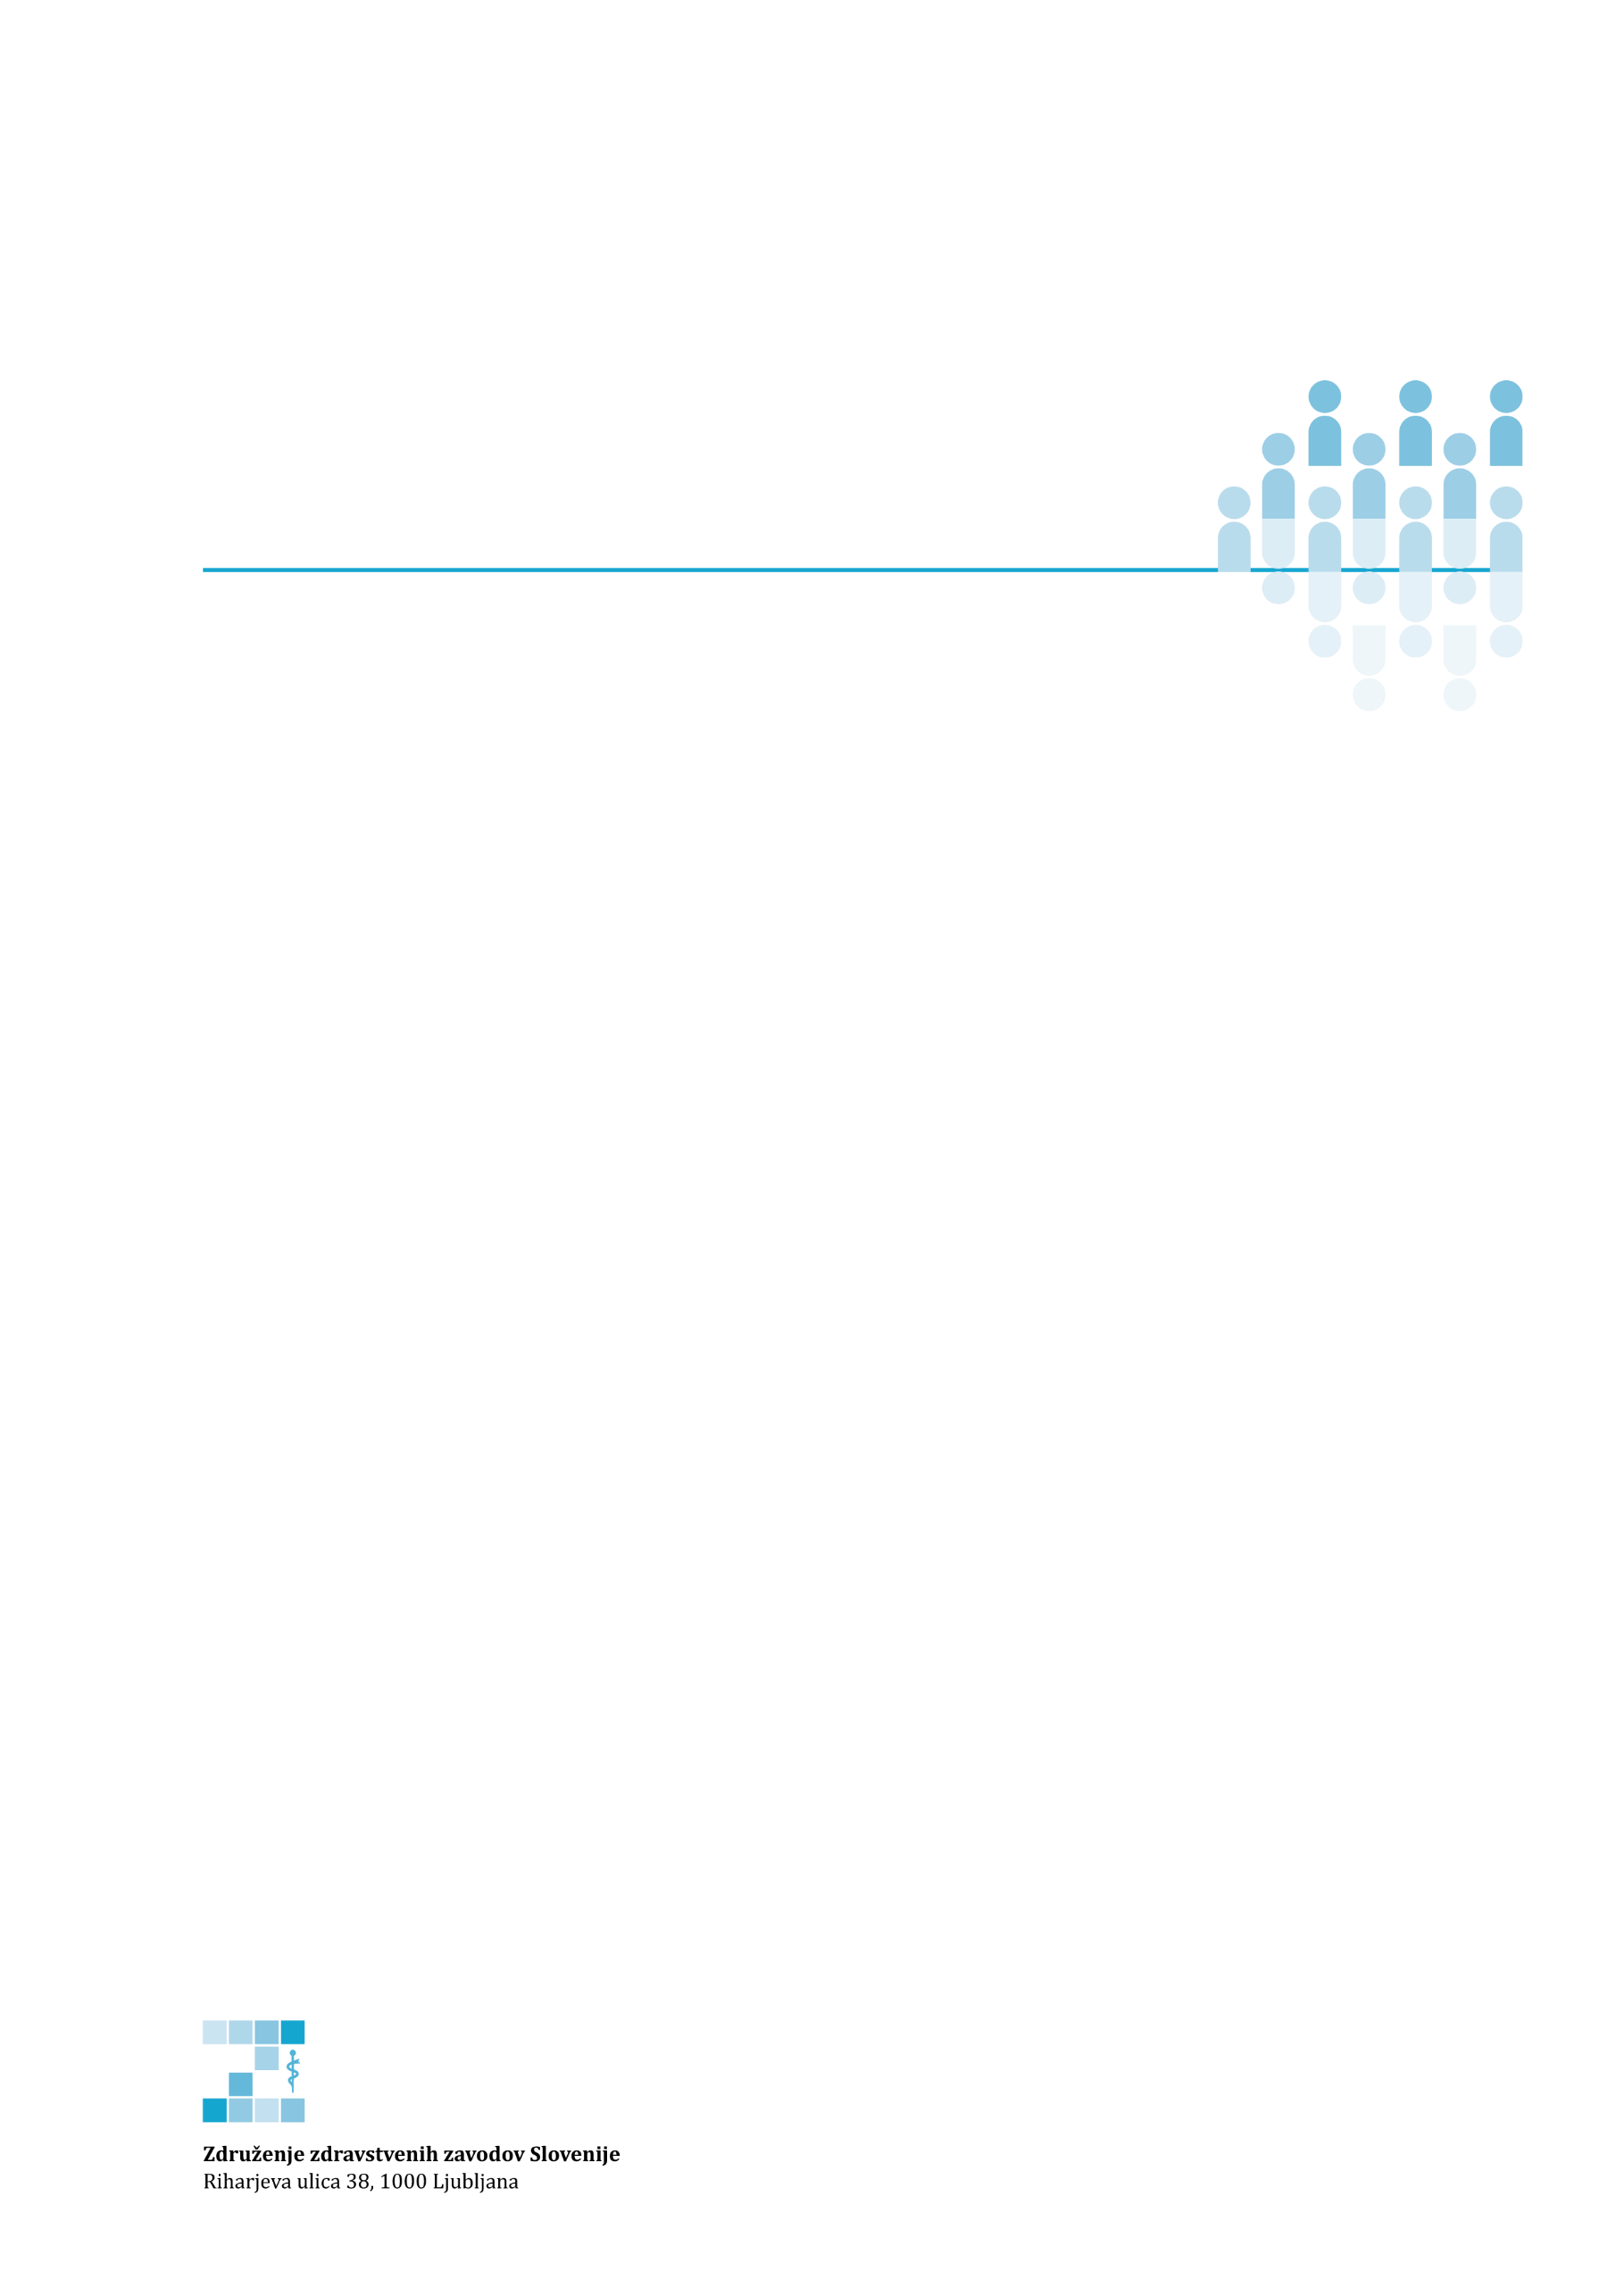 Združenje zdravstvenih zavodov Slovenije
Riharjeva ulica 38, 1000 Ljubljana